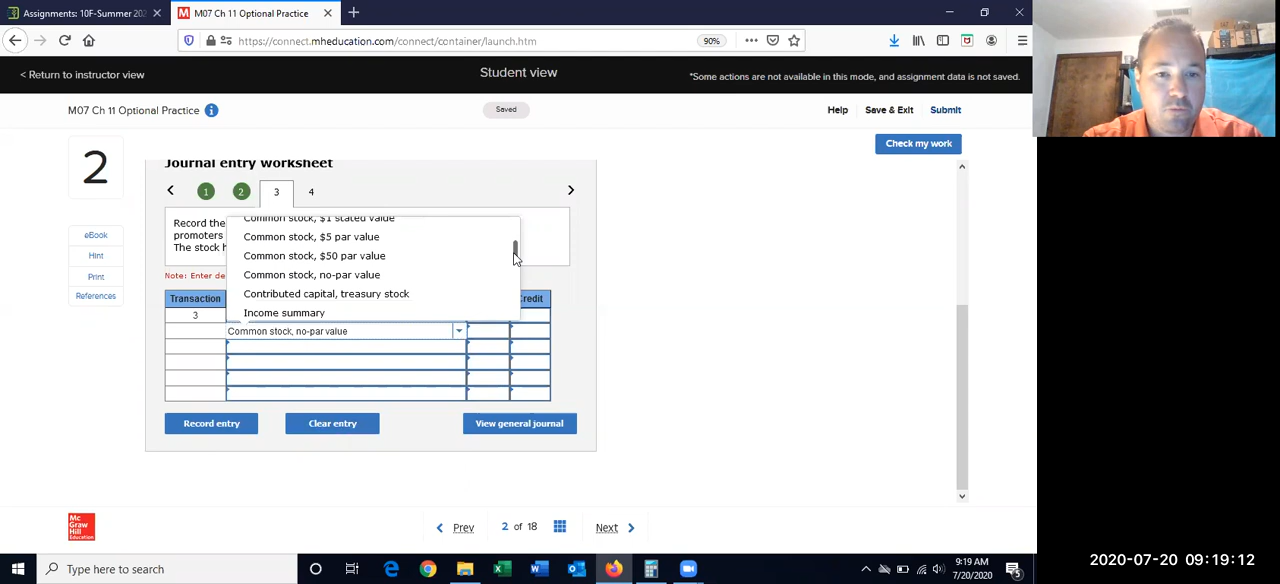 Assignments: 10F-Summer 202
M07 Ch 11 Optional Practice
https://connect.mheducation.com/connect/container/launch.htm
90%
< Return to instructor view
Student view
*Some actions are not available in this mode, and assignment data is not saved.
M07 Ch 11 Optional Practice
Saved
Help
Save & Exit
Submit
Check my work
2
Journal entry worksheet
1
2
3
4
Record the
promoters
The stock h
Common stock, $1 stated value
Common stock, $5 par value
Common stock, $50 par value
Common stock, no-par value
Contributed capital, treasury stock
Income summary
eBook
Hint
Print
References
Note: Enter de
Transaction
redit
3
Common stock, no-par value
Record entry
Clear entry
View general journal
Mc
Graw
Hill
Education
Prev
2 of 18
Next
Type here to search
9:19 AM
7/20/2020
5
2020-07-20 09:19:12